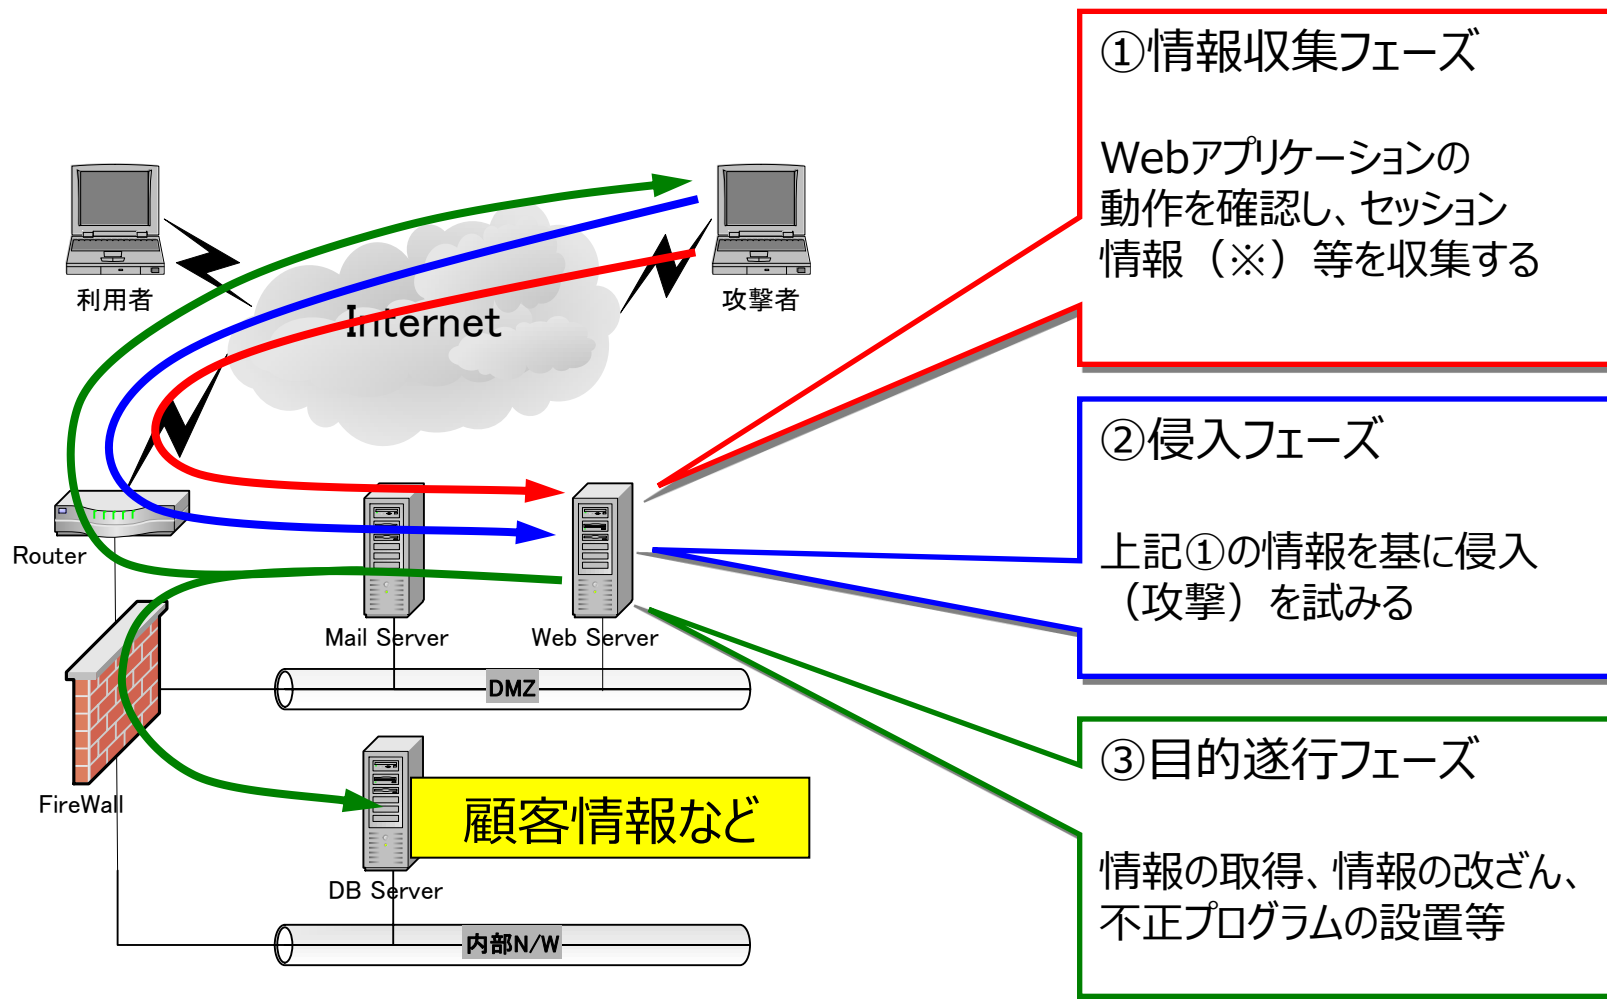 ①情報収集フェーズ
Webアプリケーションの
動作を確認し、セッション
情報（※）等を収集する
利用者
攻撃者
Internet
②侵入フェーズ
上記①の情報を基に侵入
（攻撃）を試みる
Router
Mail Server
Web Server
DMZ
③目的遂行フェーズ
情報の取得、情報の改ざん、
不正プログラムの設置等
FireWall
顧客情報など
DB Server
内部N/W